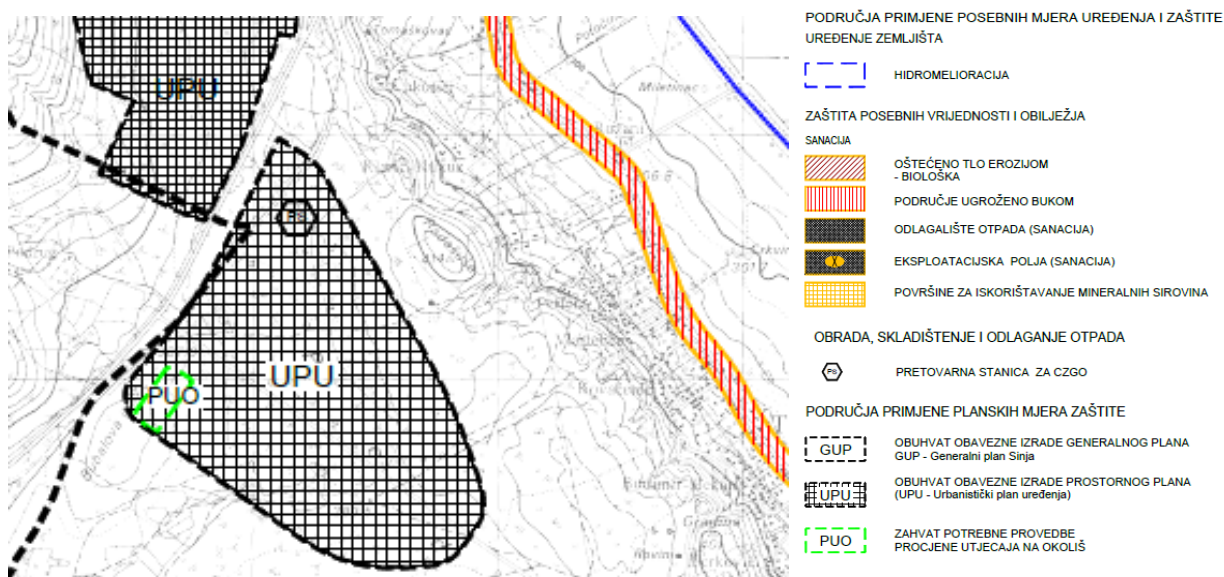 UPU
Miletinac
PS
UPU
PUO
PODRUČJA PRIMJENE POSEBNIH MJERA UREĐENJA I ZAŠTITE
UREĐENJE ZEMLJIŠTA
HIDROMELIORACIJA
ZAŠTITA POSEBNIH VRIJEDNOSTI I OBILJEŽJA
SANACIJA
OŠTEĆENO TLO EROZIJOM
- BIOLOŠKA
PODRUČJE UGROŽENO BUKOM
ODLAGALIŠTE OTPADA (SANACIJA)
EKSPLOATACIJSKA POLJA (SANACIJA)
POVRŠINE ZA ISKORIŠTAVANJE MINERALNIH SIROVINA
OBRADA, SKLADIŠTENJE I ODLAGANJE OTPADA
PS
PRETOVARNA STANICA ZA CZGO
PODRUČJA PRIMJENE PLANSKIH MJERA ZAŠTITE
GUP
OBUHVAT OBAVEZNE IZRADE GENERALNOG PLANA
GUP - Generalni plan Sinja
UPU
OBUHVAT OBAVEZNE IZRADE PROSTORNOG PLANA
(UPU - Urbanistički plan uređenja)
PUO
ZAHVAT POTREBNE PROVEDBE
PROCJENE UTJECAJA NA OKOLIŠ